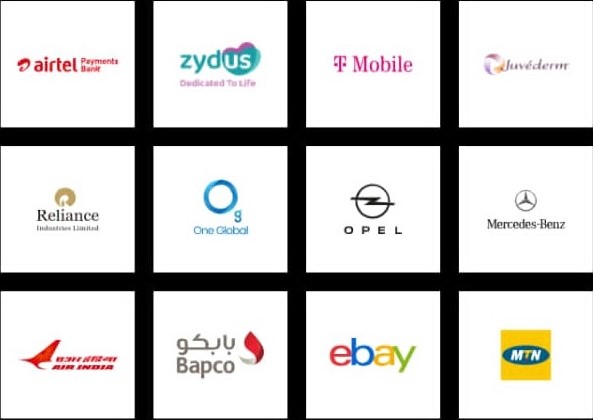 airtel Payments
Bank
zydus
Dedicated To Life
T Mobile
Juvéderm
Reliance
Industries Limited
Og
One Global
OPEL
Mercedes-Benz
एअर इंडिया
AIR INDIA
بابكو
Bapco
ebay
MTN